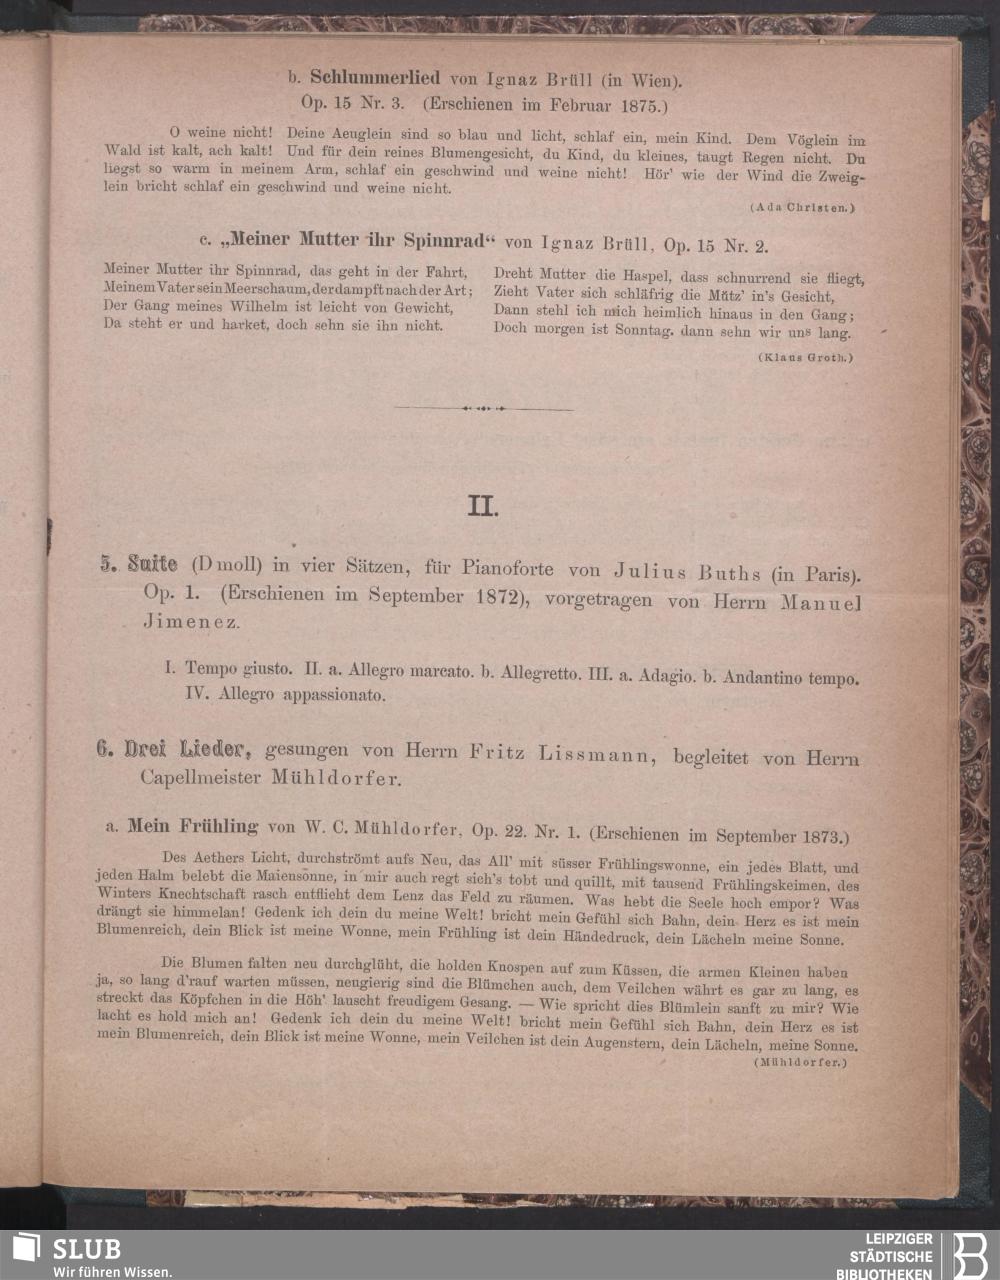 b. Schlummerlied von Ignaz Brüll (in Wien).
Op. 15 Nr. 3. (Erschienen im Februar 1875.)
O weine nicht! Deine Aeuglein sind so blau und licht, schlaf ein, mein Kind. Dem Vöglein im
Wald ist kalt, ach kalt! Und für dein reines Blumengesicht, du Kind, du kleines, taugt Regen nicht. Du
liegst so warm in meinem Arm, schlaf ein geschwind und weine nicht! Hör' wie der Wind die Zweig-
lein bricht schlaf ein geschwind und weine nicht.
(Ada Christen.)
c. „Meiner Mutter ihr Spinnrad“ von Ignaz Brüll, Op. 15 Nr. 2.
Meiner Mutter ihr Spinnrad, das geht in der Fahrt,
Meinem Vater sein Meerschaum, der dampft nach der Art;
Der Gang meines Wilhelm ist leicht von Gewicht,
Da steht er und harket, doch sehn sie ihn nicht.
Dreht Mutter die Haspel, dass schnurrend sie fliegt,
Zieht Vater sich schläfrig die Mütz' in's Gesicht,
Dann stehl ich mich heimlich hinaus in den Gang;
Doch morgen ist Sonntag. dann sehn wir uns lang.
(Klaus Groth.)
II.
5. Suite (D moll) in vier Sätzen, für Pianoforte von Julius Buths (in Paris).
Op. 1. (Erschienen im September 1872), vorgetragen von Herrn Manuel
Jimenez.
I. Tempo giusto. II. a. Allegro marcato. b. Allegretto. III. a. Adagio. b. Andantino tempo.
IV. Allegro appassionato.
6. Drei Lieder, gesungen von Herrn Fritz Lissmann, begleitet von Herrn
Capellmeister Mühldorfer.
a. Mein Frühling von W. C. Mühldorfer, Op. 22. Nr. 1. (Erschienen im September 1873.)
Des Aethers Licht, durchströmt aufs Neu, das All' mit süsser Frühlingswonne, ein jedes Blatt, und
jeden Halm belebt die Maiensonne, in mir auch regt sich's tobt und quillt, mit tausend Frühlingskeimen, des
Winters Knechtschaft rasch entflieht dem Lenz das Feld zu räumen. Was hebt die Seele hoch empor? Was
drängt sie himmelan! Gedenk ich dein du meine Welt! bricht mein Gefühl sich Bahn, dein Herz es ist mein
Blumenreich, dein Blick ist meine Wonne, mein Frühling ist dein Händedruck, dein Lächeln meine Sonne.
Die Blumen falten neu durchglüht, die holden Knospen auf zum Küssen, die armen Kleinen haben
ja, so lang d'rauf warten müssen, neugierig sind die Blümchen auch, dem Veilchen währt es gar zu lang, es
streckt das Köpfchen in die Höh' lauscht freudigem Gesang. — Wie spricht dies Blümlein sanft zu mir? Wie
lacht es hold mich an! Gedenk ich dein du meine Welt! bricht mein Gefühl sich Bahn, dein Herz es ist
mein Blumenreich, dein Blick ist meine Wonne, mein Veilchen ist dein Augenstern, dein Lächeln, meine Sonne.
(Mühldorfer.)
SLUB
Wir führen Wissen.
LEIPZIGER
STÄDTISCHE
BIBLIOTHEKEN